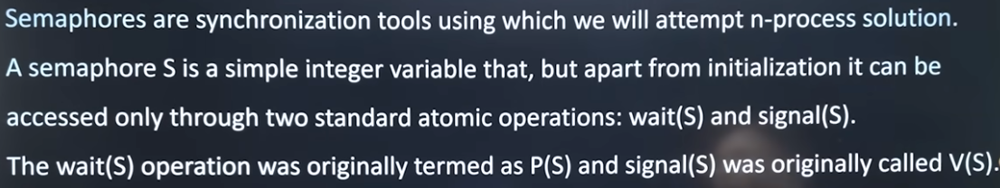 Semaphores are synchronization tools using which we will attempt n-process solution.
A semaphore S is a simple integer variable that, but apart from initialization it can be
accessed only through two standard atomic operations: wait(S) and signal(S).
The wait(S) operation was originally termed as P(S) and signal(S) was originally called V(S).